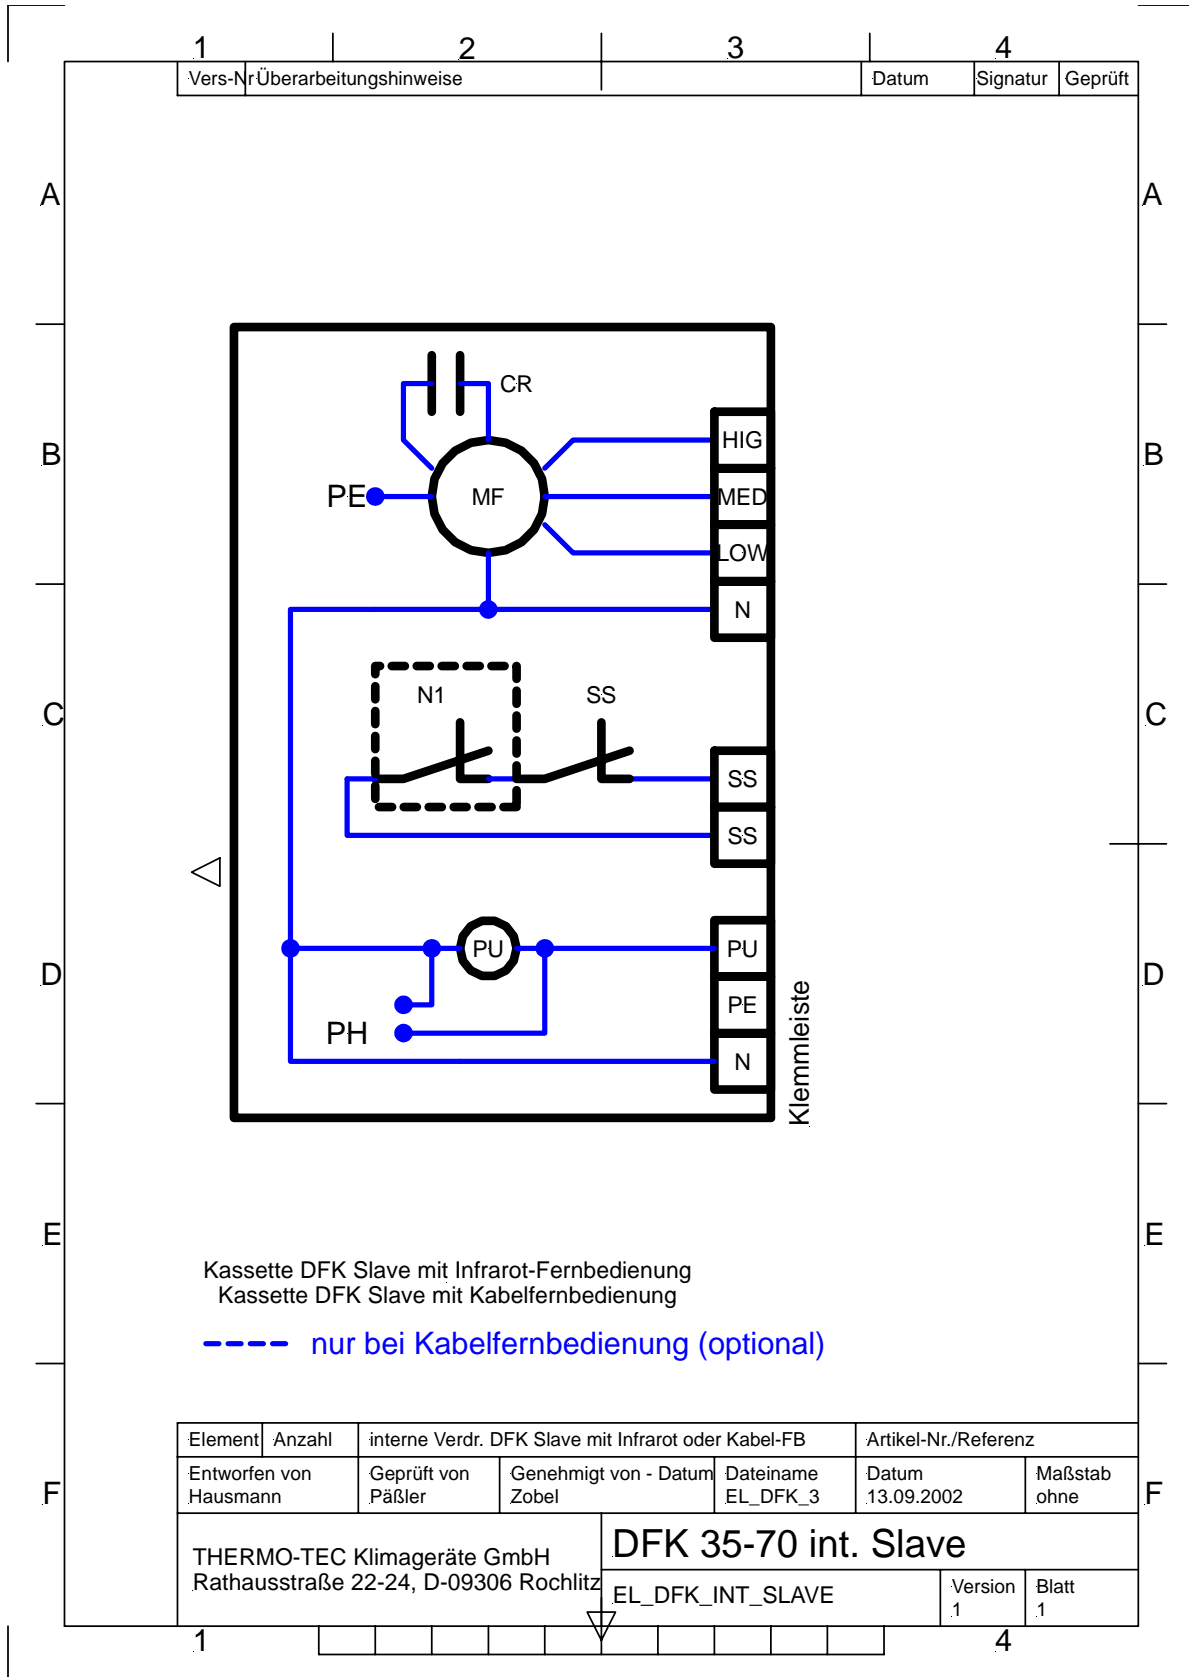 1 2 3 4
Vers-Nr Überarbeitungshinweise Datum Signatur Geprüft
A A
CR
HIG
B B
PE MF MED
LOW
N
N1 SS
C C
SS
SS
PU PU
D D
PE
PH
N
Klemmleiste
E E
Kassette DFK Slave mit Infrarot-Fernbedienung
Kassette DFK Slave mit Kabelfernbedienung
nur bei Kabelfernbedienung (optional)
Element Anzahl interne Verdr. DFK Slave mit Infrarot oder Kabel-FB Artikel-Nr./Referenz
Entworfen von Geprüft von Genehmigt von - Datum Dateiname Datum Maßstab
F F
Hausmann Päßler Zobel EL_DFK_3 13.09.2002 ohne
DFK 35-70 int. Slave
THERMO-TEC Klimageräte GmbH
Rathausstraße 22-24, D-09306 Rochlitz
EL_DFK_INT_SLAVE Version Blatt
1 1
1 4